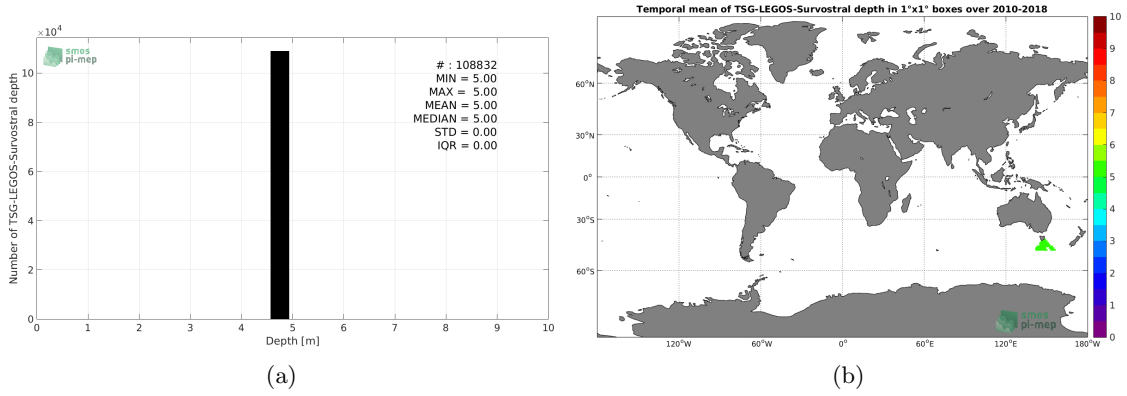 ×10⁴
smos
pi-mep
# : 108832
MIN = 5.00
MAX = 5.00
MEAN = 5.00
MEDIAN = 5.00
STD = 0.00
IQR = 0.00
Number of TSG-LEGOS-Survostral depth
10
8
6
4
2
0
0 1 2 3 4 5 6 7 8 9 10
Depth [m]
(a)
Temporal mean of TSG-LEGOS-Survostral depth in 1°x1° boxes over 2010-2018
60°N
30°N
0°
30°S
60°S
120°W 60°W 0° 60°E 120°E 180°W
smos
pi-mep
10
9
8
7
6
5
4
3
2
1
0
(b)